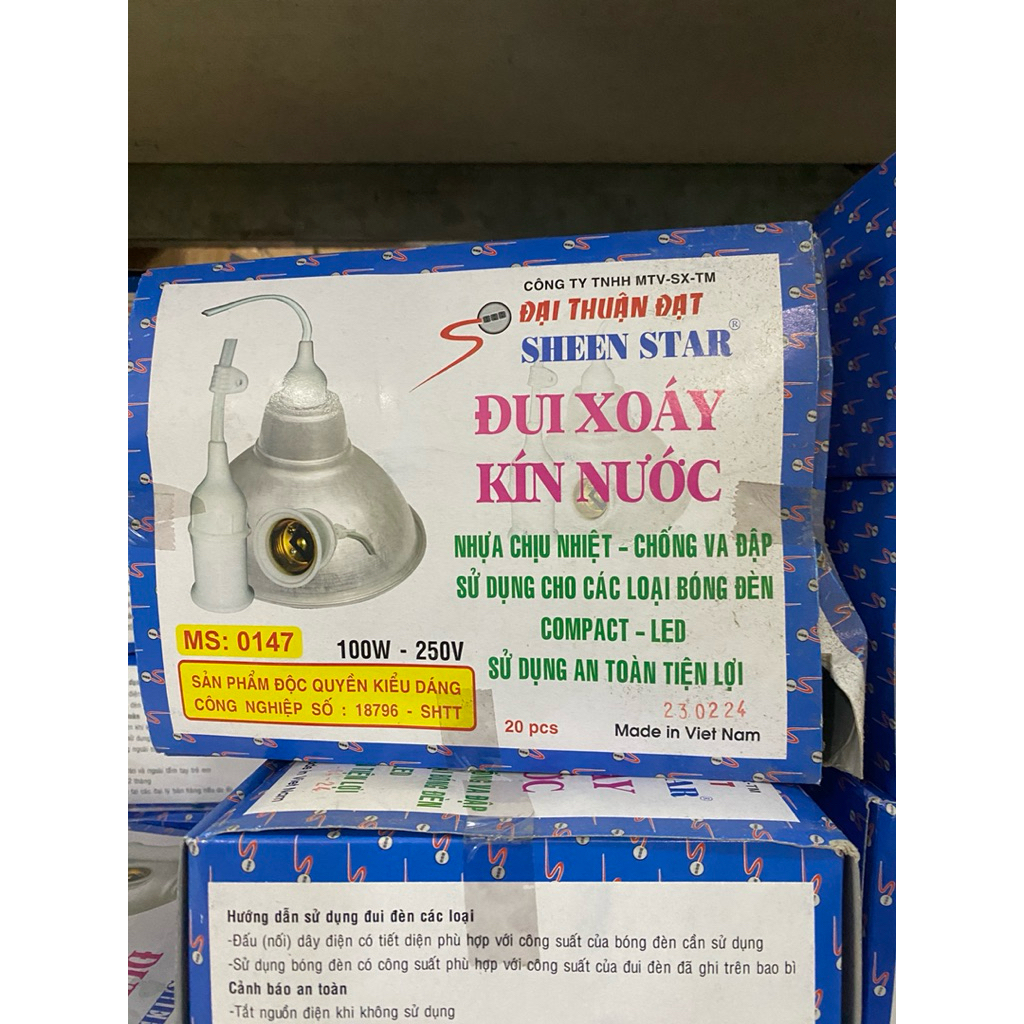 CÔNG TY TNHH MTV-SX-TM
ĐẠI THUẬN ĐẠT
SHEEN STAR®
ĐUI XOÁY
KÍN NƯỚC
NHỰA CHỊU NHIỆT - CHỐNG VA ĐẬP
SỬ DỤNG CHO CÁC LOẠI BÓNG ĐÈN
COMPACT - LED
SỬ DỤNG AN TOÀN TIỆN LỢI
MS: 0147
100W - 250V
SẢN PHẨM ĐỘC QUYỀN KIỂU DÁNG
CÔNG NGHIỆP SỐ : 18796 - SHTT
20 pcs
230224
Made in Viet Nam
Hướng dẫn sử dụng đui đèn các loại
-Đấu (nối) dây điện có tiết diện phù hợp với công suất của bóng đèn cần sử dụng
-Sử dụng bóng đèn có công suất phù hợp với công suất của đui đèn đã ghi trên bao bì
Cảnh báo an toàn
-Tắt nguồn điện khi không sử dụng